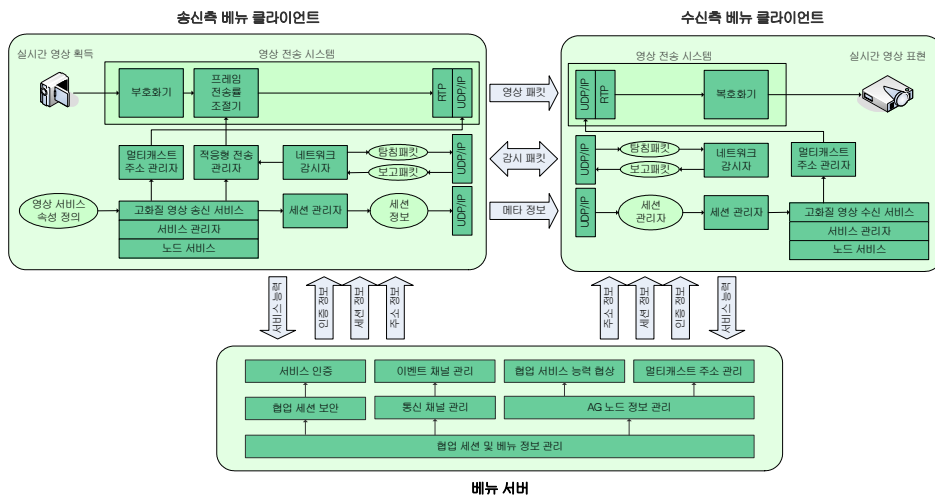 송신측 베뉴 클라이언트
수신측 베뉴 클라이언트
실시간 영상 획득
영상 전송 시스템
부호화기
프레임
전송률
조절기
RTP
UDP/IP
멀티캐스트
주소 관리자
적응형 전송
관리자
네트워크
감시자
탐침패킷
보고패킷
UDP/IP
영상 서비스
속성 정의
고화질 영상 송신 서비스
서비스 관리자
노드 서비스
세션 관리자
세션
정보
UDP/IP
영상 패킷
감시 패킷
메타 정보
영상 전송 시스템
실시간 영상 표현
UDP/IP
RTP
복호화기
UDP/IP
탐침패킷
보고패킷
네트워크
감시자
멀티캐스트
주소 관리자
UDP/IP
세션
관리자
세션 관리자
고화질 영상 수신 서비스
서비스 관리자
노드 서비스
서비스 능력
인증 정보
세션 정보
주소 정보
주소 정보
세션 정보
인증 정보
서비스 능력
서비스 인증
이벤트 채널 관리
협업 서비스 능력 협상
멀티캐스트 주소 관리
협업 세션 보안
통신 채널 관리
AG 노드 정보 관리
협업 세션 및 베뉴 정보 관리
베뉴 서버